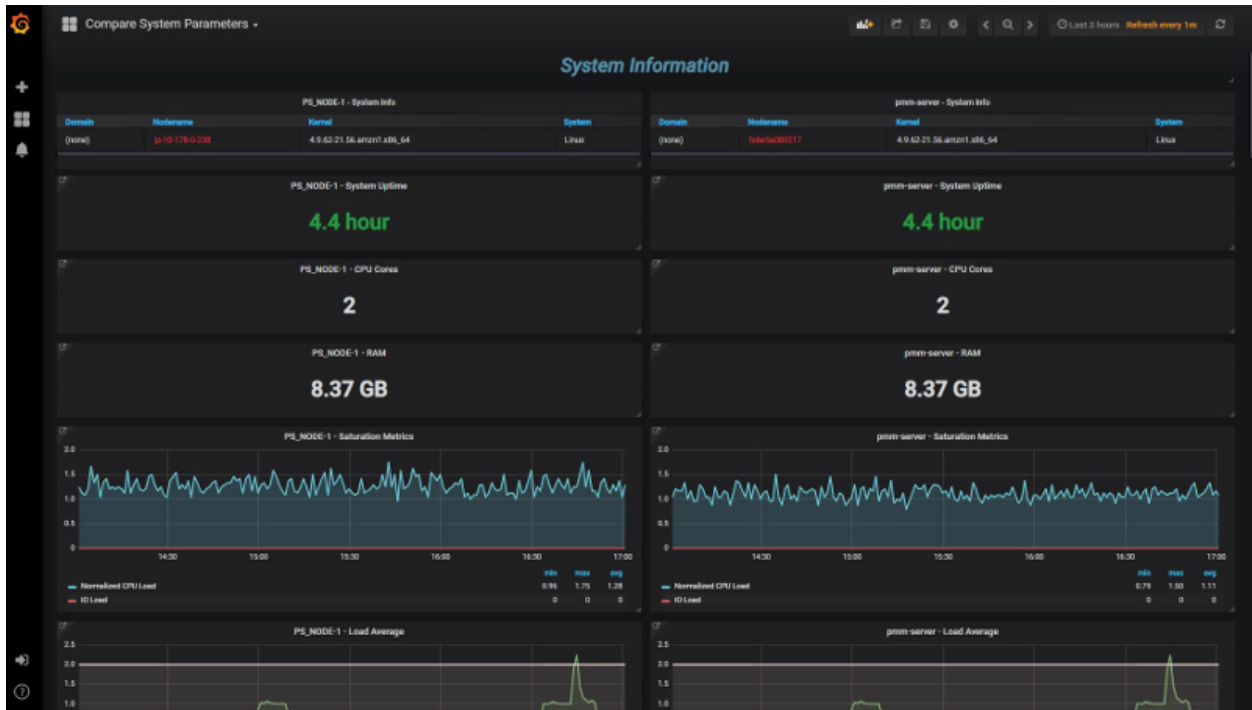 Compare System Parameters
Last 3 hours Refresh every 1m
System Information
PS_NODE-1 - System Info
Domain Nodename Kernel System
(none) ip-10-178-0-238 4.9.62-21.56.amzn1.x86_64 Linux
pmm-server - System Info
Domain Nodename Kernel System
(none) 4.9.62-21.56.amzn1.x86_64 Linux
PS_NODE-1 - System Uptime
4.4 hour
pmm-server - System Uptime
4.4 hour
PS_NODE-1 - CPU Cores
2
pmm-server - CPU Cores
2
PS_NODE-1 - RAM
8.37 GB
pmm-server - RAM
8.37 GB
PS_NODE-1 - Saturation Metrics
2.0
1.5
1.0
0.5
0
14:30 15:00 15:30 16:00 16:30 17:00
min max avg
Normalized CPU Load 0.96 1.75 1.28
IO Load 0 0 0
pmm-server - Saturation Metrics
2.0
1.5
1.0
0.5
0
14:30 15:00 15:30 16:00 16:30 17:00
min max avg
Normalized CPU Load 0.79 1.50 1.11
IO Load 0 0 0
PS_NODE-1 - Load Average
2.5
2.0
1.5
1.0
pmm-server - Load Average
2.5
2.0
1.5
1.0